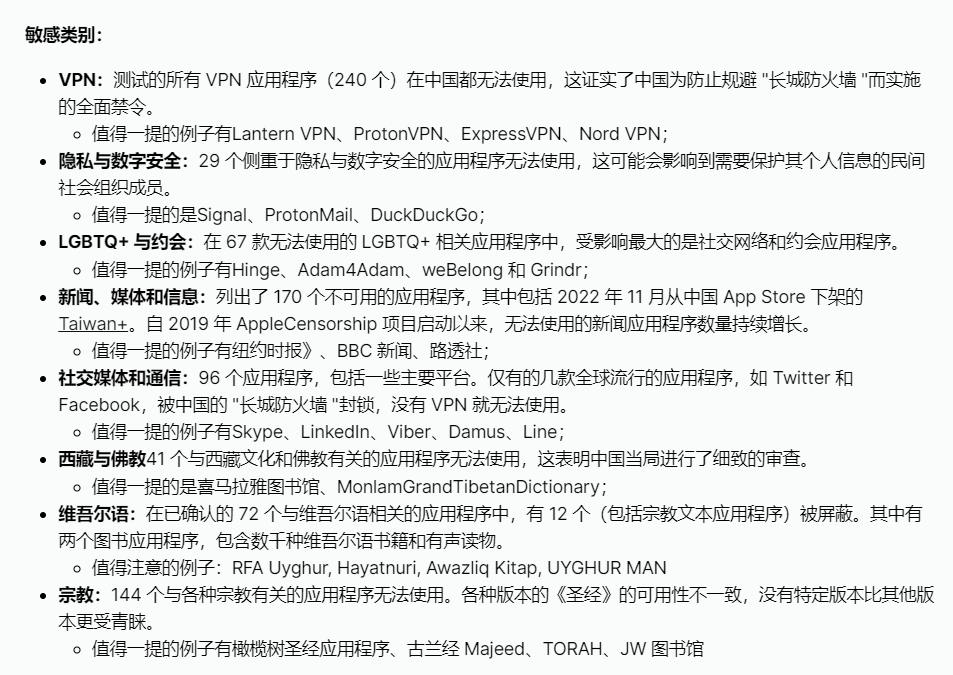 敏感类别：
• VPN：测试的所有 VPN 应用程序（240 个）在中国都无法使用，这证实了中国为防止规避 "长城防火墙 "而实施
的全面禁令。
◦ 值得一提的例子有Lantern VPN、ProtonVPN、ExpressVPN、Nord VPN；
• 隐私与数字安全：29 个侧重于隐私与数字安全的应用程序无法使用，这可能会影响到需要保护其个人信息的民间
社会组织成员。
◦ 值得一提的是Signal、ProtonMail、DuckDuckGo；
• LGBTQ+ 与约会：在 67 款无法使用的 LGBTQ+ 相关应用程序中，受影响最大的是社交网络和约会应用程序。
◦ 值得一提的例子有Hinge、Adam4Adam、weBelong 和 Grindr；
• 新闻、媒体和信息：列出了 170 个不可用的应用程序，其中包括 2022 年 11 月从中国 App Store 下架的
Taiwan+。自 2019 年 AppleCensorship 项目启动以来，无法使用的新闻应用程序数量持续增长。
◦ 值得一提的例子有纽约时报》、BBC 新闻、路透社；
• 社交媒体和通信：96 个应用程序，包括一些主要平台。仅有的几款全球流行的应用程序，如 Twitter 和
Facebook，被中国的 "长城防火墙 "封锁，没有 VPN 就无法使用。
◦ 值得一提的例子有Skype、LinkedIn、Viber、Damus、Line；
• 西藏与佛教41 个与西藏文化和佛教有关的应用程序无法使用，这表明中国当局进行了细致的审查。
◦ 值得一提的是喜马拉雅图书馆、MonlamGrandTibetanDictionary；
• 维吾尔语：在已确认的 72 个与维吾尔语相关的应用程序中，有 12 个（包括宗教文本应用程序）被屏蔽。其中有
两个图书应用程序，包含数千种维吾尔语书籍和有声读物。
◦ 值得注意的例子：RFA Uyghur, Hayatnuri, Awazliq Kitap, UYGHUR MAN
• 宗教：144 个与各种宗教有关的应用程序无法使用。各种版本的《圣经》的可用性不一致，没有特定版本比其他版
本更受青睐。
◦ 值得一提的例子有橄榄树圣经应用程序、古兰经 Majeed、TORAH、JW 图书馆